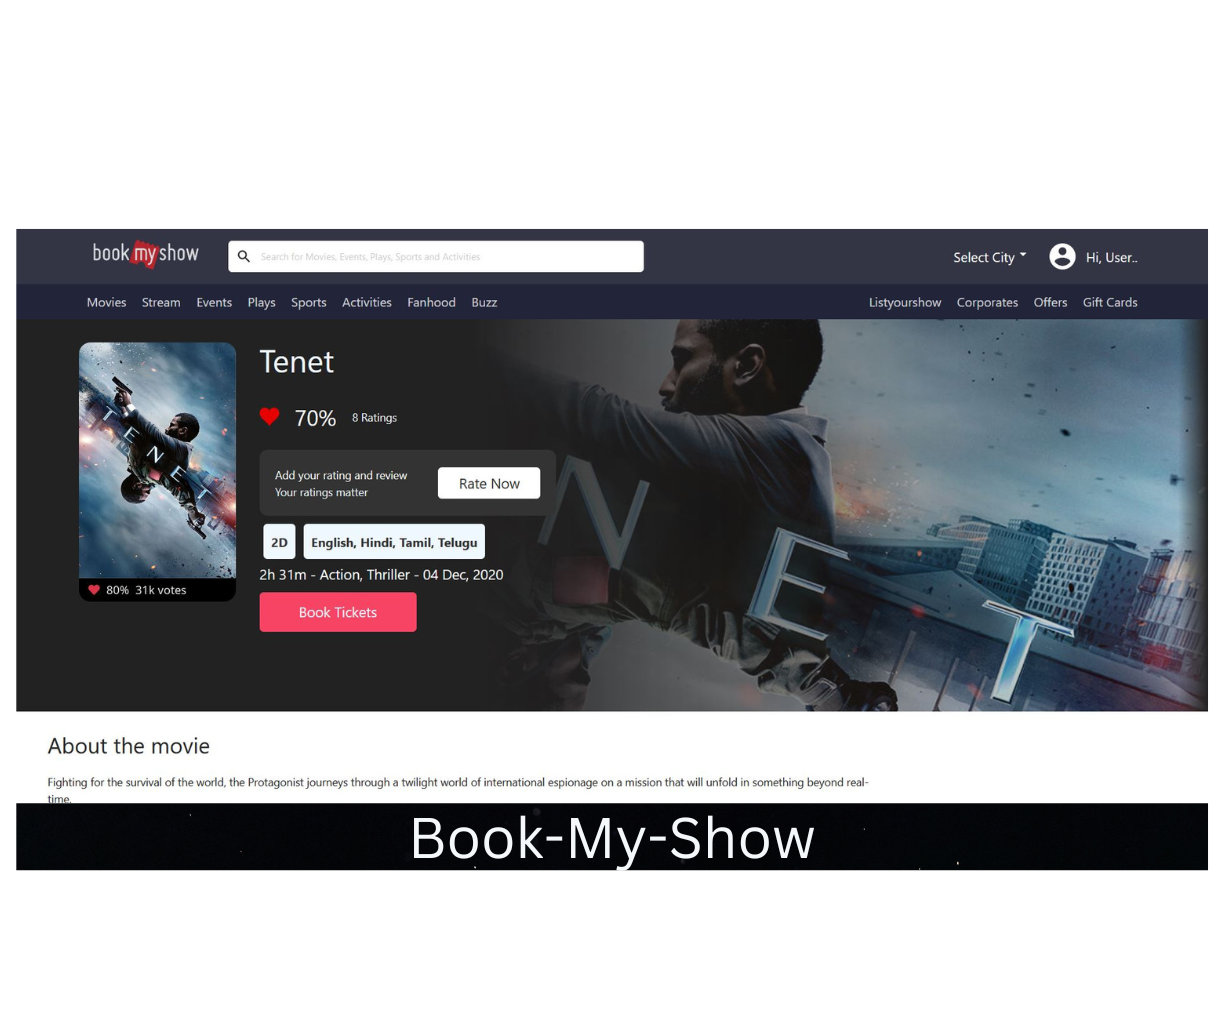 book my show
Search for Movies, Events, Plays, Sports and Activities
Select City
Hi, User..
Movies Stream Events Plays Sports Activities Fanhood Buzz
Listyourshow Corporates Offers Gift Cards
TENET
80% 31k votes
Tenet
70% 8 Ratings
Add your rating and review
Your ratings matter
Rate Now
2D English, Hindi, Tamil, Telugu
2h 31m - Action, Thriller - 04 Dec, 2020
Book Tickets
N E T
About the movie
Fighting for the survival of the world, the Protagonist journeys through a twilight world of international espionage on a mission that will unfold in something beyond real-
time.
Book-My-Show